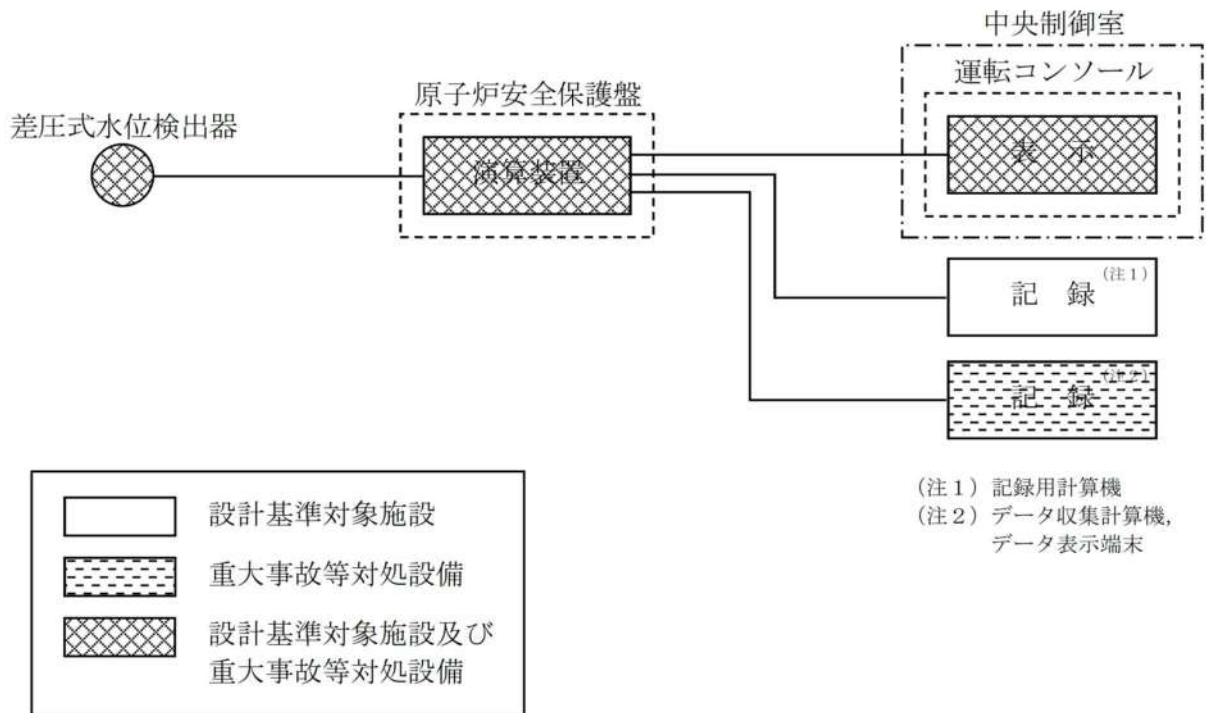 中央制御室
運転コンソール
原子炉安全保護盤
差圧式水位検出器
演算装置
表 示
記 録 (注1)
記 録 (注2)
(注1) 記録用計算機
(注2) データ収集計算機,
データ表示端末
設計基準対象施設
重大事故等対処設備
設計基準対象施設及び
重大事故等対処設備